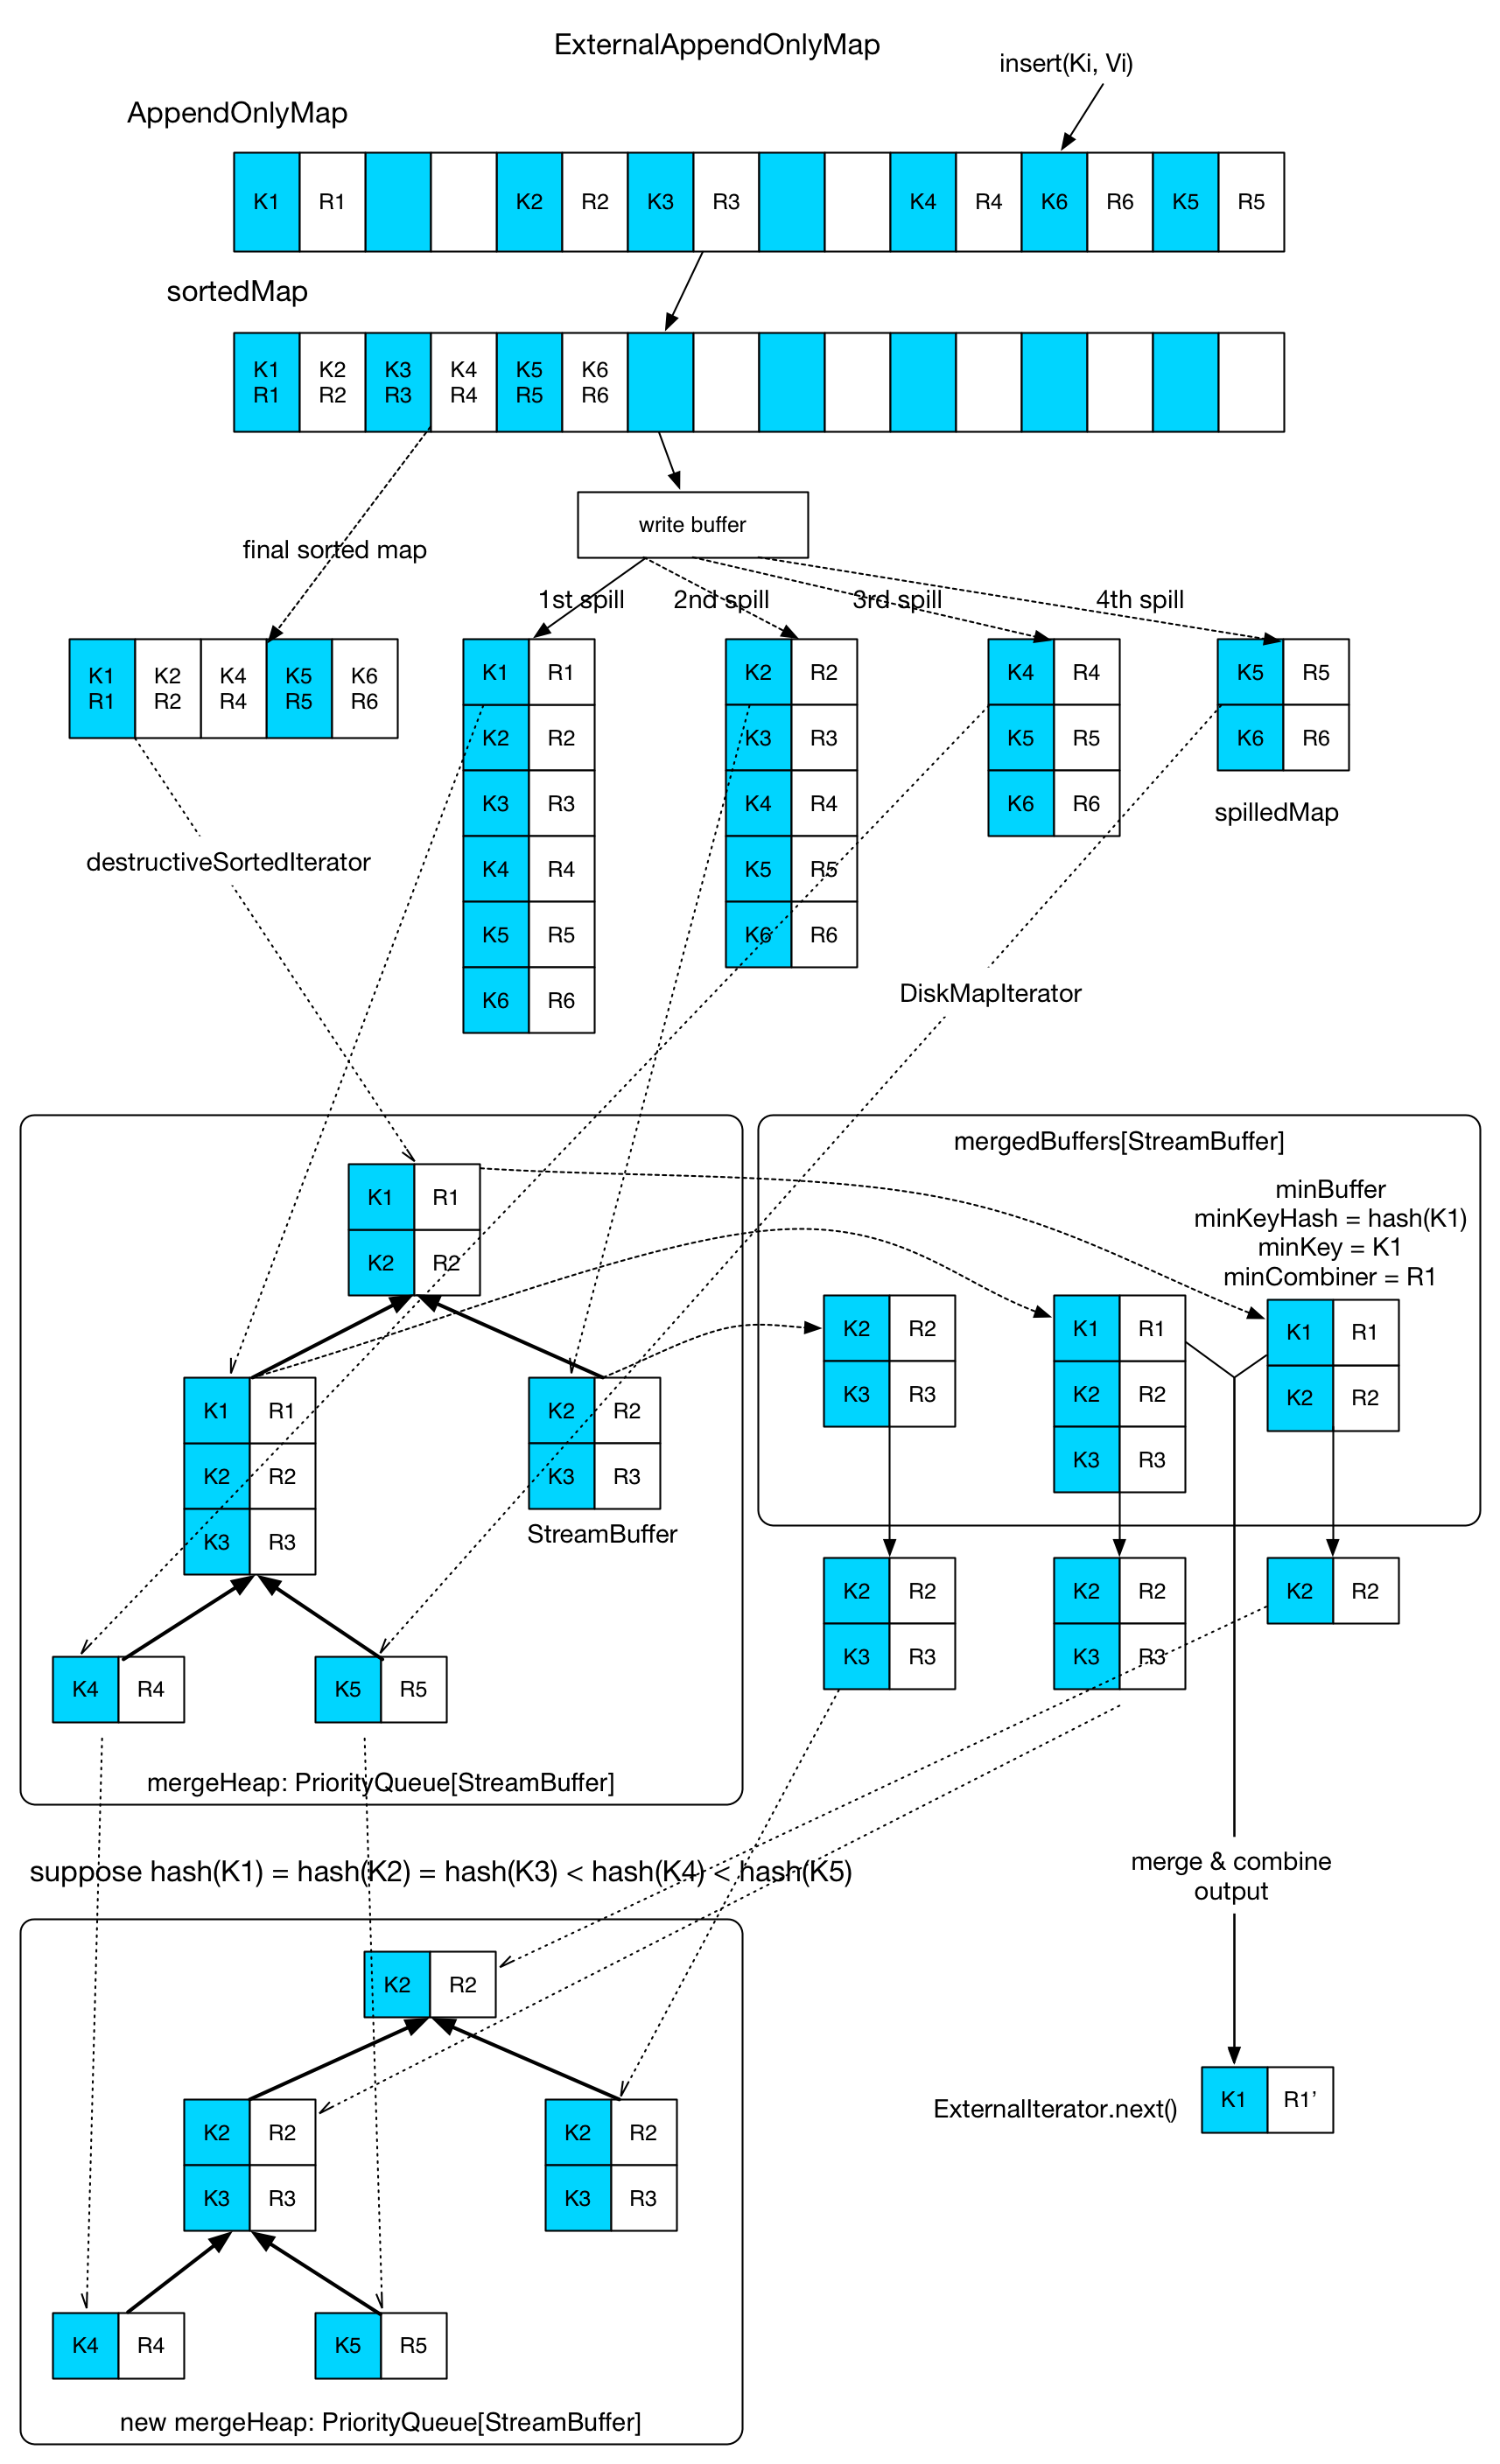 ExternalAppendOnlyMap
insert(Ki, Vi)
AppendOnlyMap
K1 R1 K2 R2 K3 R3 K4 R4 K6 R6 K5 R5
sortedMap
K1 K2 K3 K4 K5 K6
R1 R2 R3 R4 R5 R6
write buffer
final sorted map
1st spill 2nd spill 3rd spill 4th spill
K1 K2 K4 K5 K6
R1 R2 R4 R5 R6
K1 R1
K2 R2
K3 R3
K4 R4
K5 R5
K6 R6
K2 R2
K3 R3
K4 R4
K5 R5
K6 R6
K4 R4
K5 R5
K6 R6
K5 R5
K6 R6
spilledMap
destructiveSortedIterator
DiskMapIterator
K1 R1
K2 R2
K1 R1
K2 R2
K3 R3
K2 R2
K3 R3
StreamBuffer
K4 R4
K5 R5
mergeHeap: PriorityQueue[StreamBuffer]
mergedBuffers[StreamBuffer]
minBuffer
minKeyHash = hash(K1)
minKey = K1
minCombiner = R1
K2 R2
K3 R3
K1 R1
K2 R2
K3 R3
K1 R1
K2 R2
K2 R2
K3 R3
K2 R2
K3 R3
K2 R2
suppose hash(K1) = hash(K2) = hash(K3) < hash(K4) < hash(K5)
merge & combine
output
K2 R2
K2 R2
K3 R3
K2 R2
K3 R3
K4 R4
K5 R5
new mergeHeap: PriorityQueue[StreamBuffer]
ExternalIterator.next()
K1 R1’